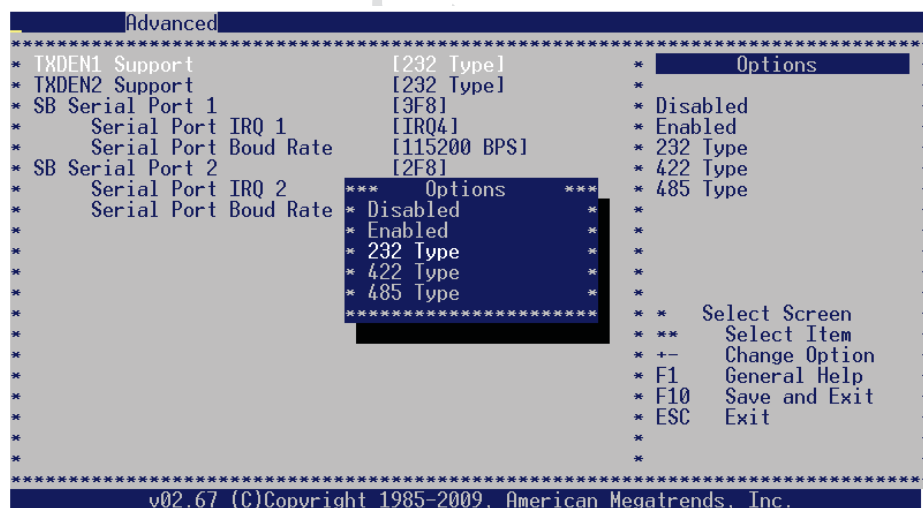 Advanced
* TXDEN1 Support [232 Type] * Options
* TXDEN2 Support [232 Type] *
* SB Serial Port 1 [3F8] * Disabled
* Serial Port IRQ 1 [IRQ4] * Enabled
* Serial Port Boud Rate [115200 BPS] * 232 Type
* SB Serial Port 2 [2F8] * 422 Type
* Serial Port IRQ 2 *** Options *** * 485 Type
* Serial Port Boud Rate * Disabled * *
* * Enabled * *
* * 232 Type * *
* * 422 Type * *
* * 485 Type * *
* *********************** * * Select Screen
* * ** Select Item
* * +- Change Option
* * F1 General Help
* * F10 Save and Exit
* * ESC Exit
* *
* *
v02.67 (C)Copyright 1985-2009, American Megatrends, Inc.